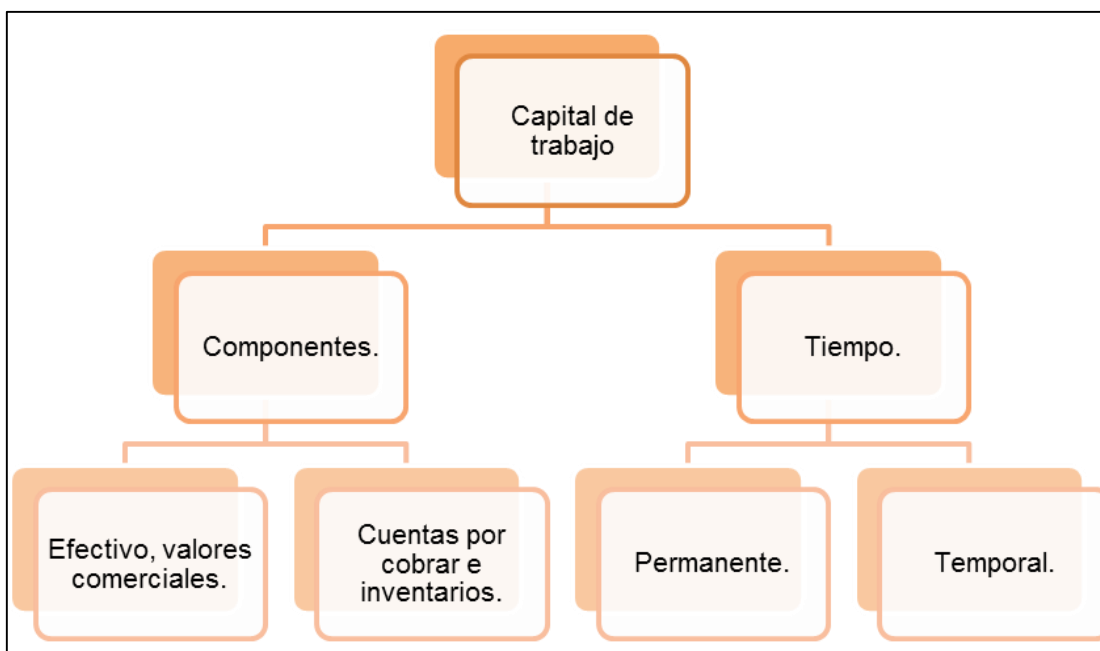 Capital de
trabajo
Componentes.
Tiempo.
Efectivo, valores
comerciales.
Cuentas por
cobrar e
inventarios.
Permanente.
Temporal.